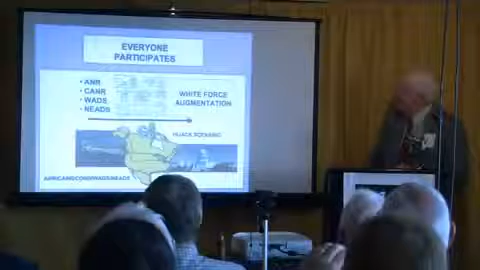 EVERYONE
PARTICIPATES
• ANR
• CANR
• WADS
• NEADS
WHITE FORCE
AUGMENTATION
HIJACK SCENARIO